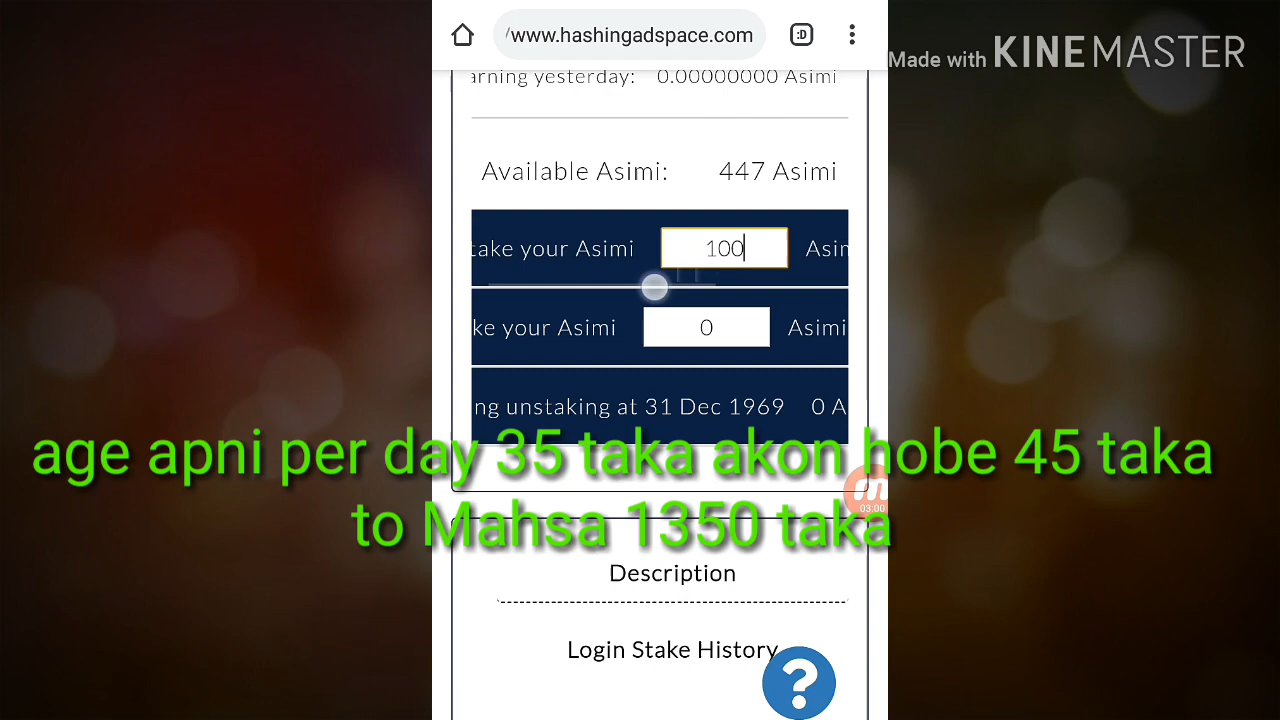 /www.hashingadspace.com
:D
Made with KINEMASTER
arning yesterday: 0.00000000 Asimi
Available Asimi: 447 Asimi
take your Asimi 100 Asim
ke your Asimi 0 Asimi
ng unstaking at 31 Dec 1969 0 A
age apni per day 35 taka akon hobe 45 taka
to Mahsa 1350 taka
03:00
Description
Login Stake History
?